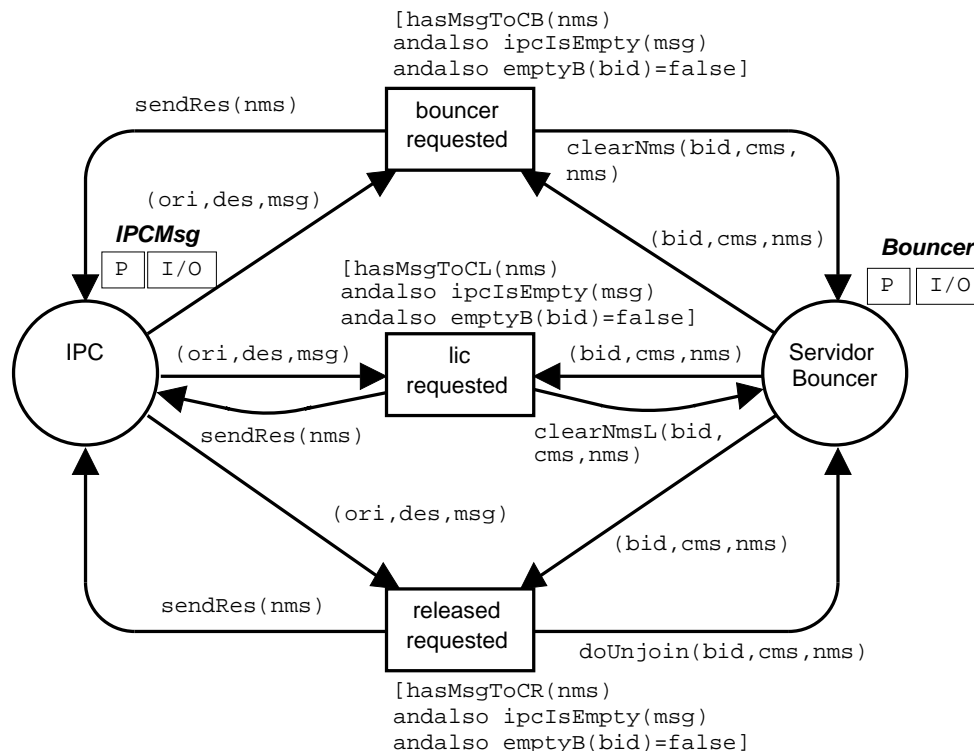 [hasMsgToCB(nms)
andalso ipcIsEmpty(msg)
andalso emptyB(bid)=false]
sendRes(nms)
bouncer
requested
clearNms(bid,cms,
nms)
(ori,des,msg)
IPCMsg
P
I/O
(bid,cms,nms)
Bouncer
P
I/O
[hasMsgToCL(nms)
andalso ipcIsEmpty(msg)
andalso emptyB(bid)=false]
IPC
(ori,des,msg)
lic
requested
(bid,cms,nms)
Servidor
Bouncer
sendRes(nms)
clearNmsL(bid,
cms,nms)
(ori,des,msg)
(bid,cms,nms)
sendRes(nms)
released
requested
doUnjoin(bid,cms,nms)
[hasMsgToCR(nms)
andalso ipcIsEmpty(msg)
andalso emptyB(bid)=false]